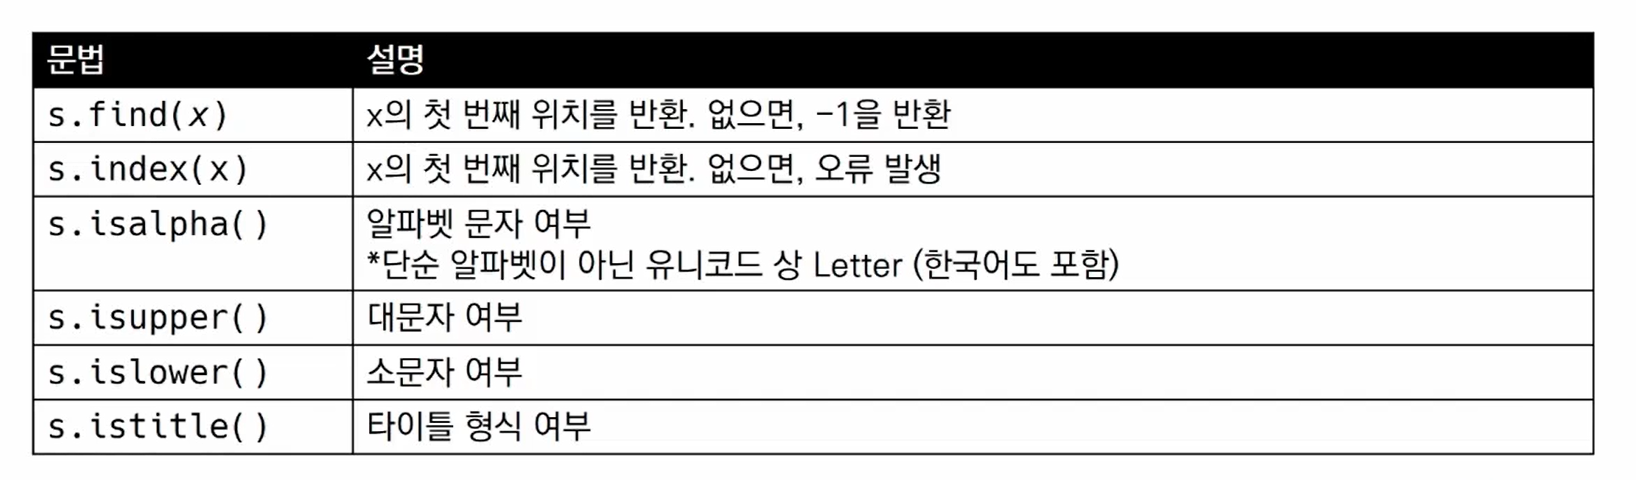 문법 설명
s.find(x) x의 첫 번째 위치를 반환. 없으면, -1을 반환
s.index(x) x의 첫 번째 위치를 반환. 없으면, 오류 발생
s.isalpha() 알파벳 문자 여부
*단순 알파벳이 아닌 유니코드 상 Letter (한국어도 포함)
s.isupper() 대문자 여부
s.islower() 소문자 여부
s.istitle() 타이틀 형식 여부